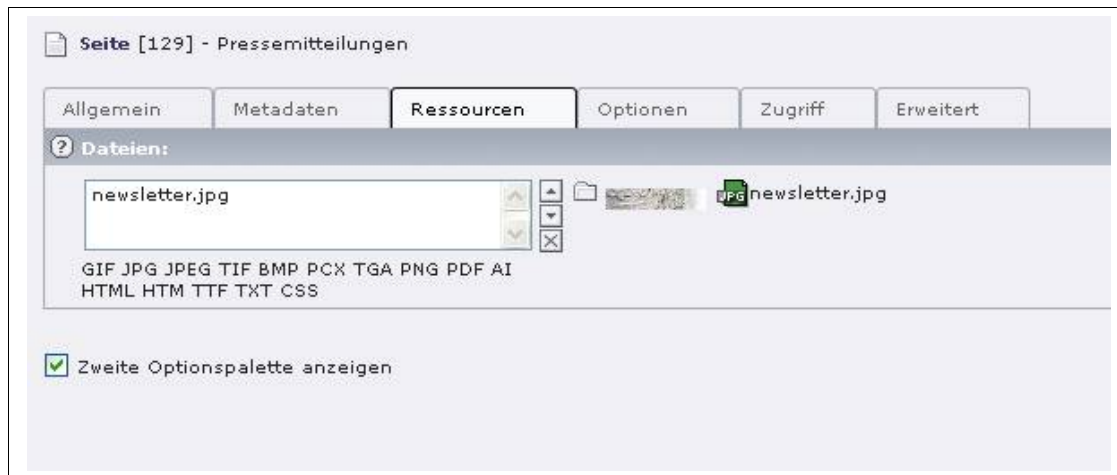 Seite [129] - Pressemitteilungen
Allgemein Metadaten Ressourcen Optionen Zugriff Erweitert
? Dateien:
newsletter.jpg
JPG newsletter.jpg
GIF JPG JPEG TIF BMP PCX TGA PNG PDF AI
HTML HTM TTF TXT CSS
Zweite Optionspalette anzeigen